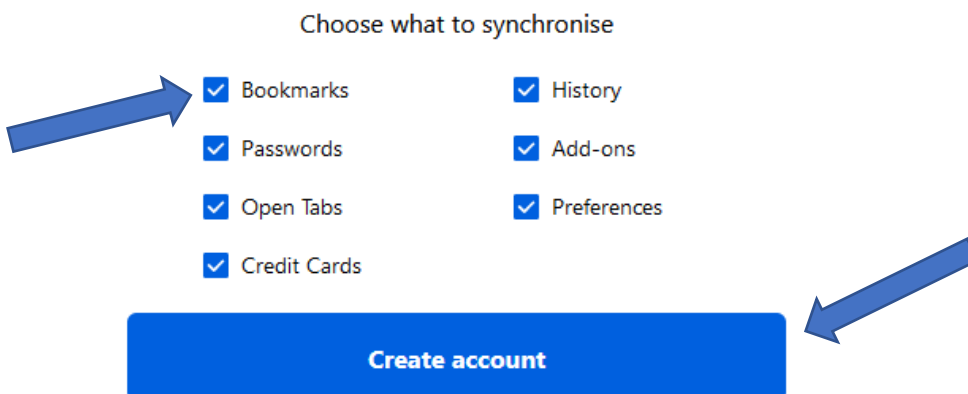 Choose what to synchronise
Bookmarks
History
Passwords
Add-ons
Open Tabs
Preferences
Credit Cards
Create account